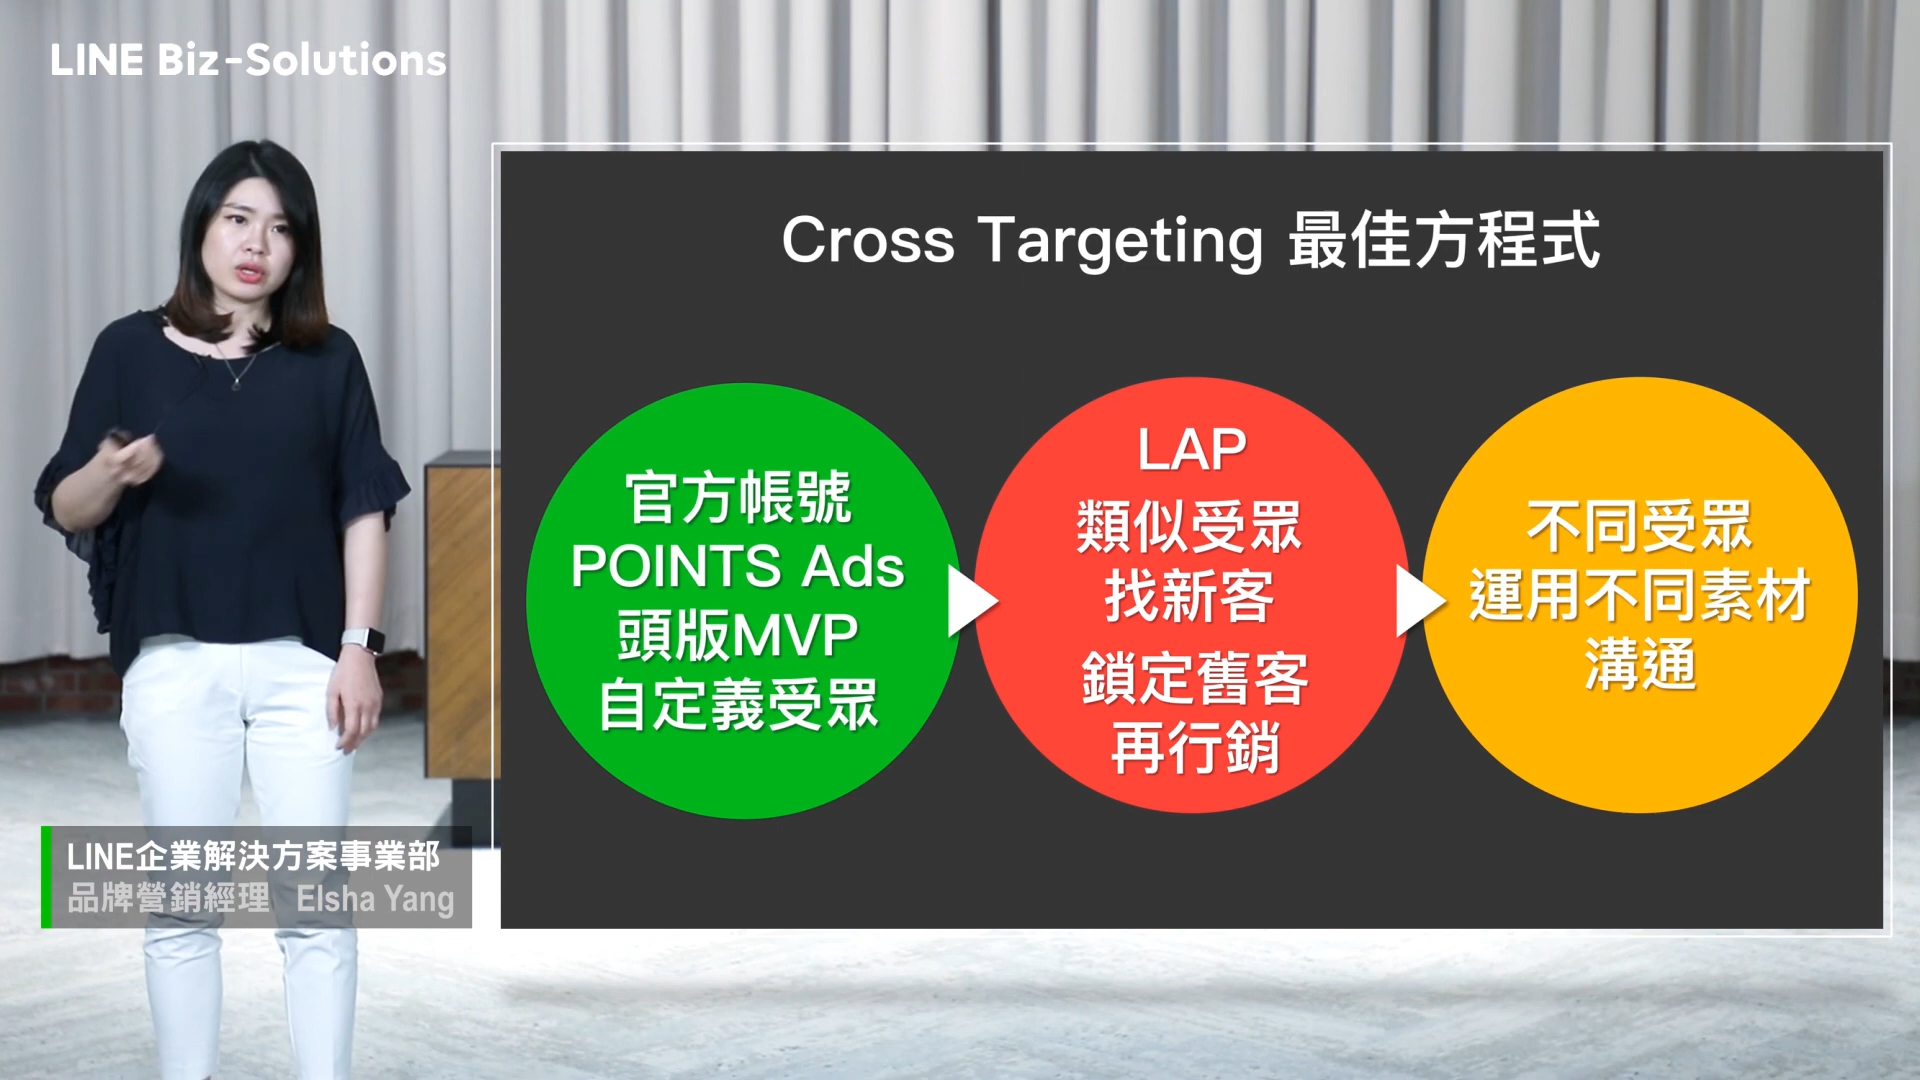 LINE Biz-Solutions
Cross Targeting 最佳方程式
官方帳號
POINTS Ads
頭版MVP
自定義受眾
LAP
類似受眾
找新客
鎖定舊客
再行銷
不同受眾
運用不同素材
溝通
LINE企業解決方案事業部
品牌營銷經理 Elsha Yang